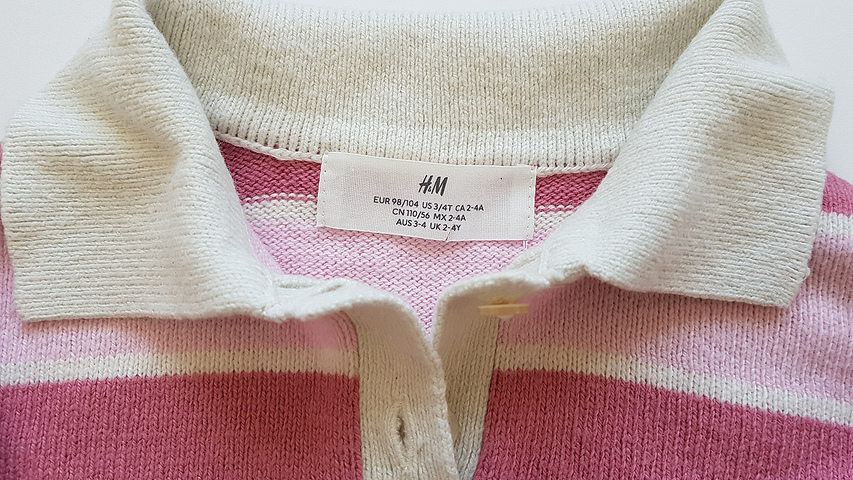 H&M
EUR 98/104 US 3/4T CA 2-4A
CN 110/56 MX 2-4A
AUS 3-4 UK 2-4Y